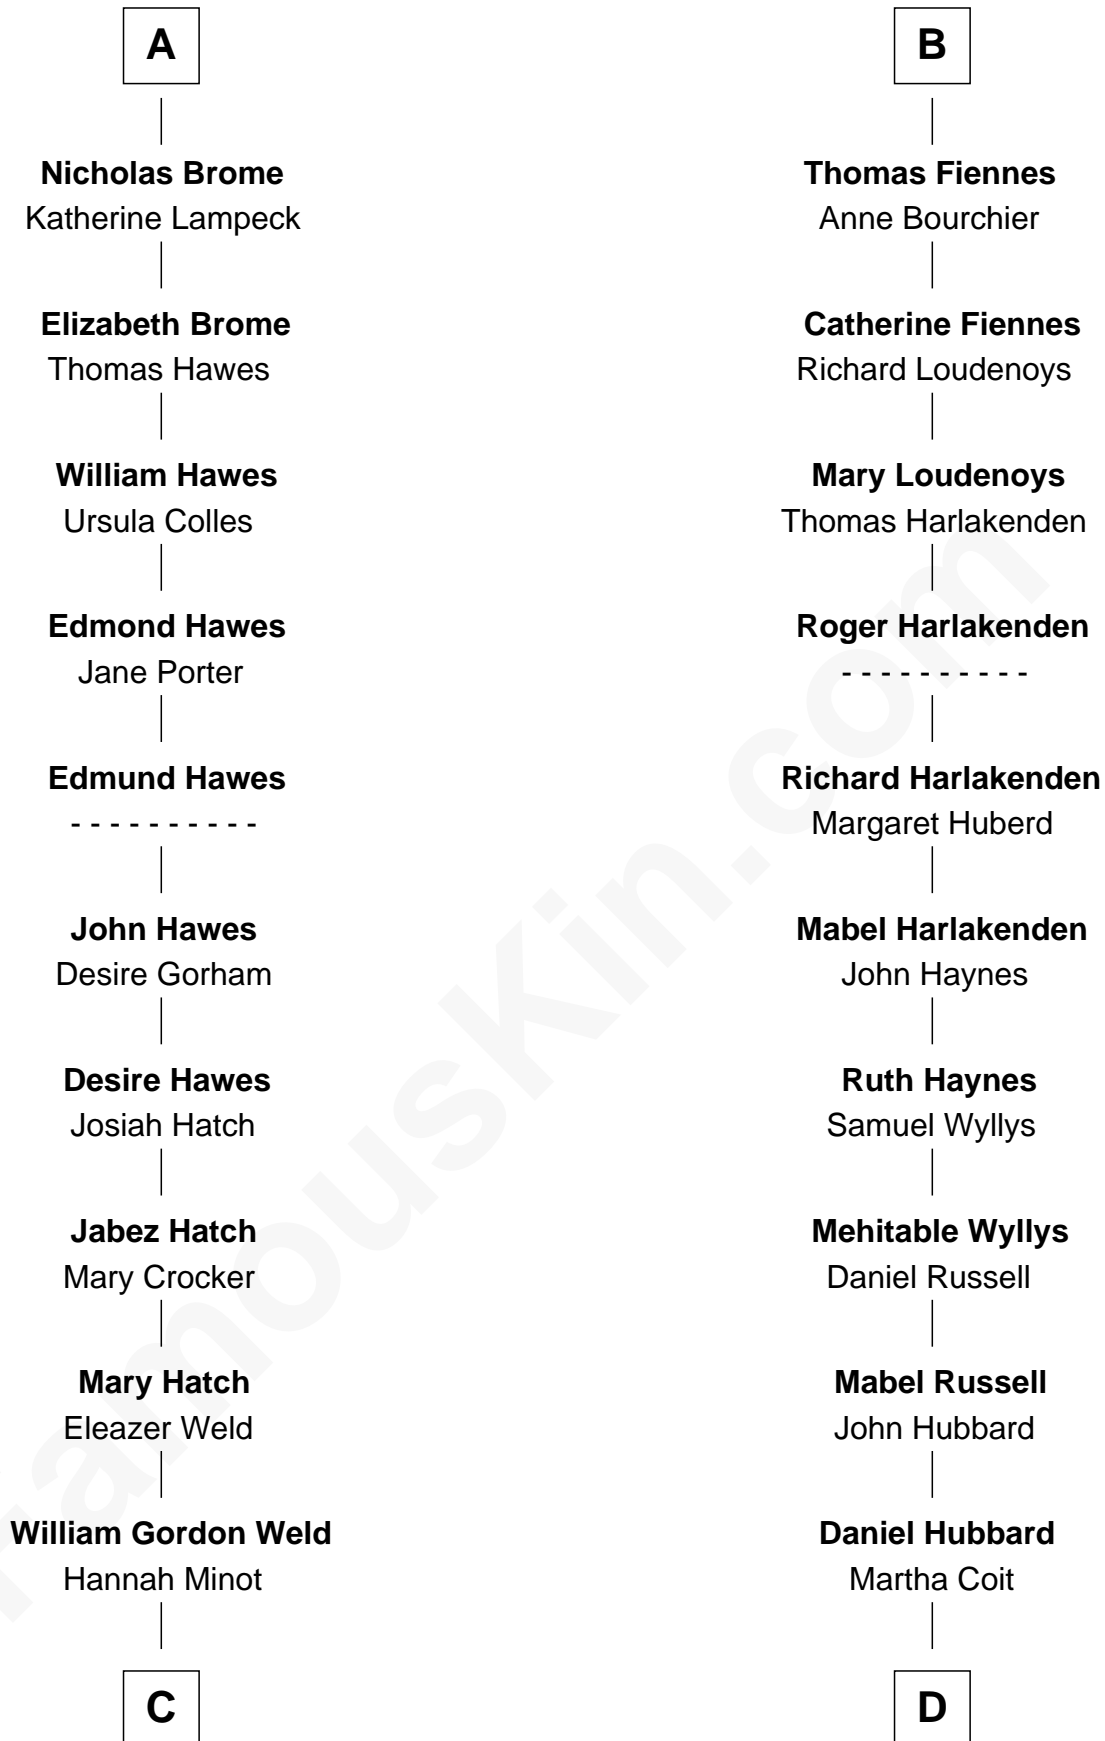 A
Nicholas Brome
Katherine Lampeck
Elizabeth Brome
Thomas Hawes
William Hawes
Ursula Colles
Edmond Hawes
Jane Porter
Edmund Hawes
- - - - - - - - - -
John Hawes
Desire Gorham
Desire Hawes
Josiah Hatch
Jabez Hatch
Mary Crocker
Mary Hatch
Eleazer Weld
William Gordon Weld
Hannah Minot
C
B
Thomas Fiennes
Anne Bourchier
Catherine Fiennes
Richard Loudenoys
Mary Loudenoys
Thomas Harlakenden
Roger Harlakenden
- - - - - - - - - -
Richard Harlakenden
Margaret Huberd
Mabel Harlakenden
John Haynes
Ruth Haynes
Samuel Wyllys
Mehitable Wyllys
Daniel Russell
Mabel Russell
John Hubbard
Daniel Hubbard
Martha Coit
D
famouskin.com